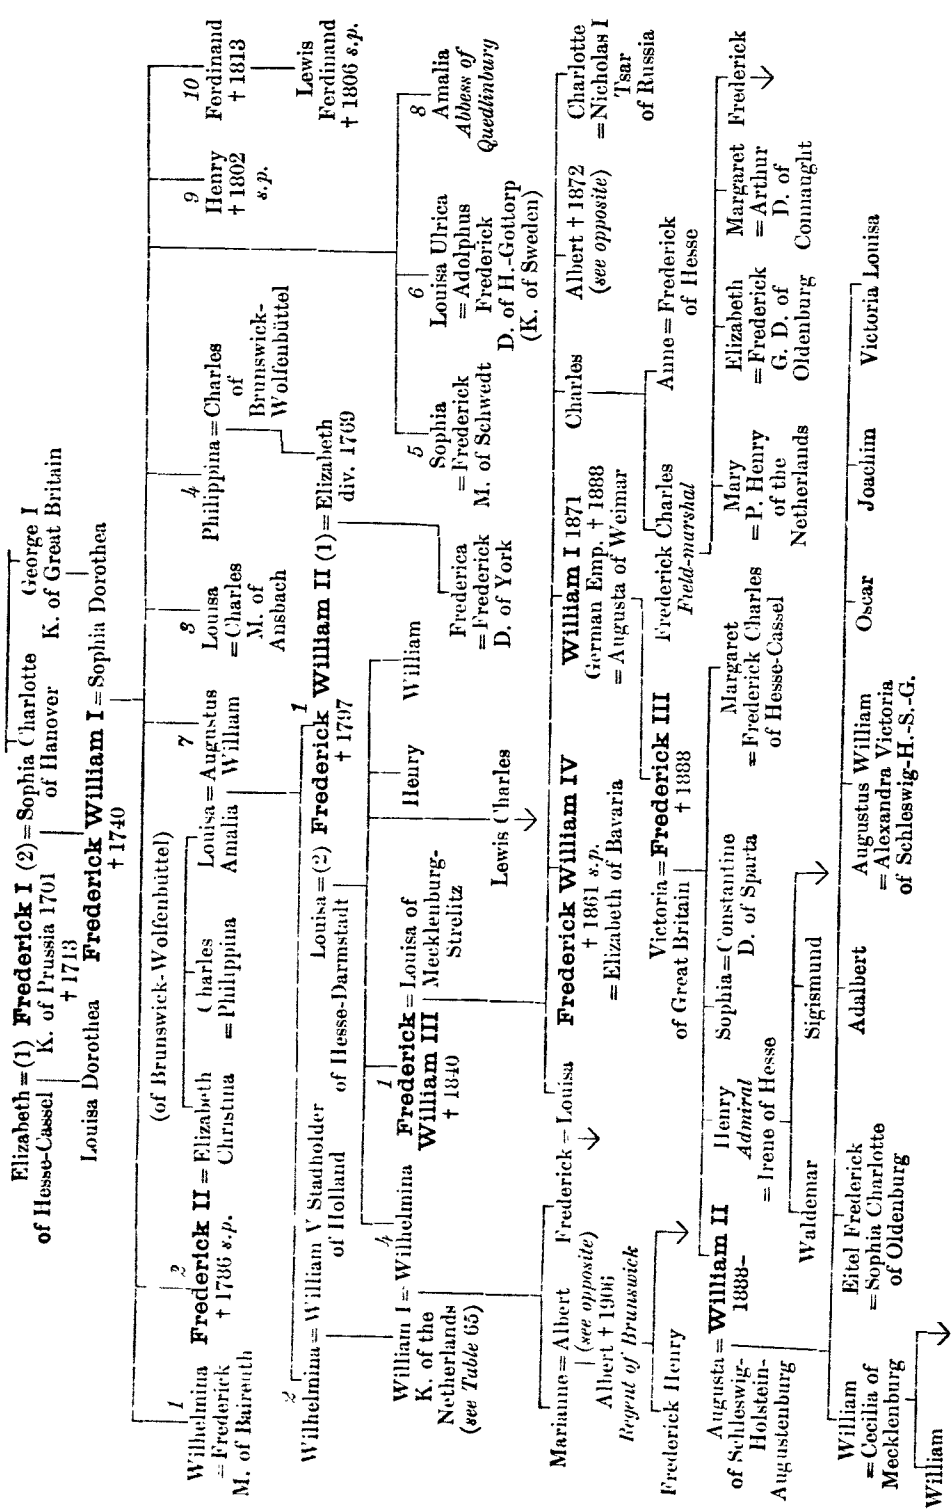 Elizabeth = (1) Frederick I (2) = Sophia Charlotte George I
of Hesse-Cassel K. of Prussia 1701 of Hanover K. of Great Britain
† 1713
Louisa Dorothea Frederick William I = Sophia Dorothea
† 1740
(of Brunswick-Wolfenbüttel)
1 2 7 3 4 9 10
Wilhelmina Frederick II = Elizabeth Charles Louisa = Augustus Louisa Philippina = Charles Henry Ferdinand
= Frederick † 1786 s.p. Christina = Philippina Amalia William = Charles of † 1802 † 1813
M. of Baireuth M. of Brunswick- s.p.
Ansbach Wolfenbüttel
Lewis
Ferdinand
† 1806 s.p.
2 1
Wilhelmina = William V Stadholder Louisa = (2) Frederick William II (1) = Elizabeth
of Holland of Hesse-Darmstadt † 1797 div. 1769
5 6 8
Sophia Louisa Ulrica Amalia
= Frederick = Adolphus Abbess of
M. of Schwedt Frederick Quedlinburg
D. of H.-Gottorp
(K. of Sweden)
4 1
William I = Wilhelmina Frederick = Louisa of Henry William
K. of the William III Mecklenburg-
Netherlands † 1840 Strelitz
(see Table 65)
Frederica
= Frederick
D. of York
Lewis Charles
Marianne = Albert Frederick = Louisa Frederick William IV William I 1871 Charles Albert † 1872 Charlotte
(see opposite) † 1861 s.p. German Emp. † 1888 (see opposite) = Nicholas I
Albert † 1906 = Elizabeth of Bavaria = Augusta of Weimar Tsar
Regent of Brunswick of Russia
Frederick Henry Victoria = Frederick III Frederick Charles Anne = Frederick
of Great Britain † 1888 Field-marshal of Hesse
Augusta = William II Henry Sophia = Constantine Margaret Mary Elizabeth Margaret Frederick
of Schleswig- 1888- Admiral D. of Sparta = Frederick Charles = P. Henry = Frederick = Arthur
Holstein- = Irene of Hesse of Hesse-Cassel of the G. D. of D. of
Augustenburg Netherlands Oldenburg Connaught
Waldemar Sigismund
William Eitel Frederick Adalbert Augustus William Oscar Joachim Victoria Louisa
= Cecilia of = Sophia Charlotte = Alexandra Victoria
Mecklenburg of Oldenburg of Schleswig-H.-S.-G.
William